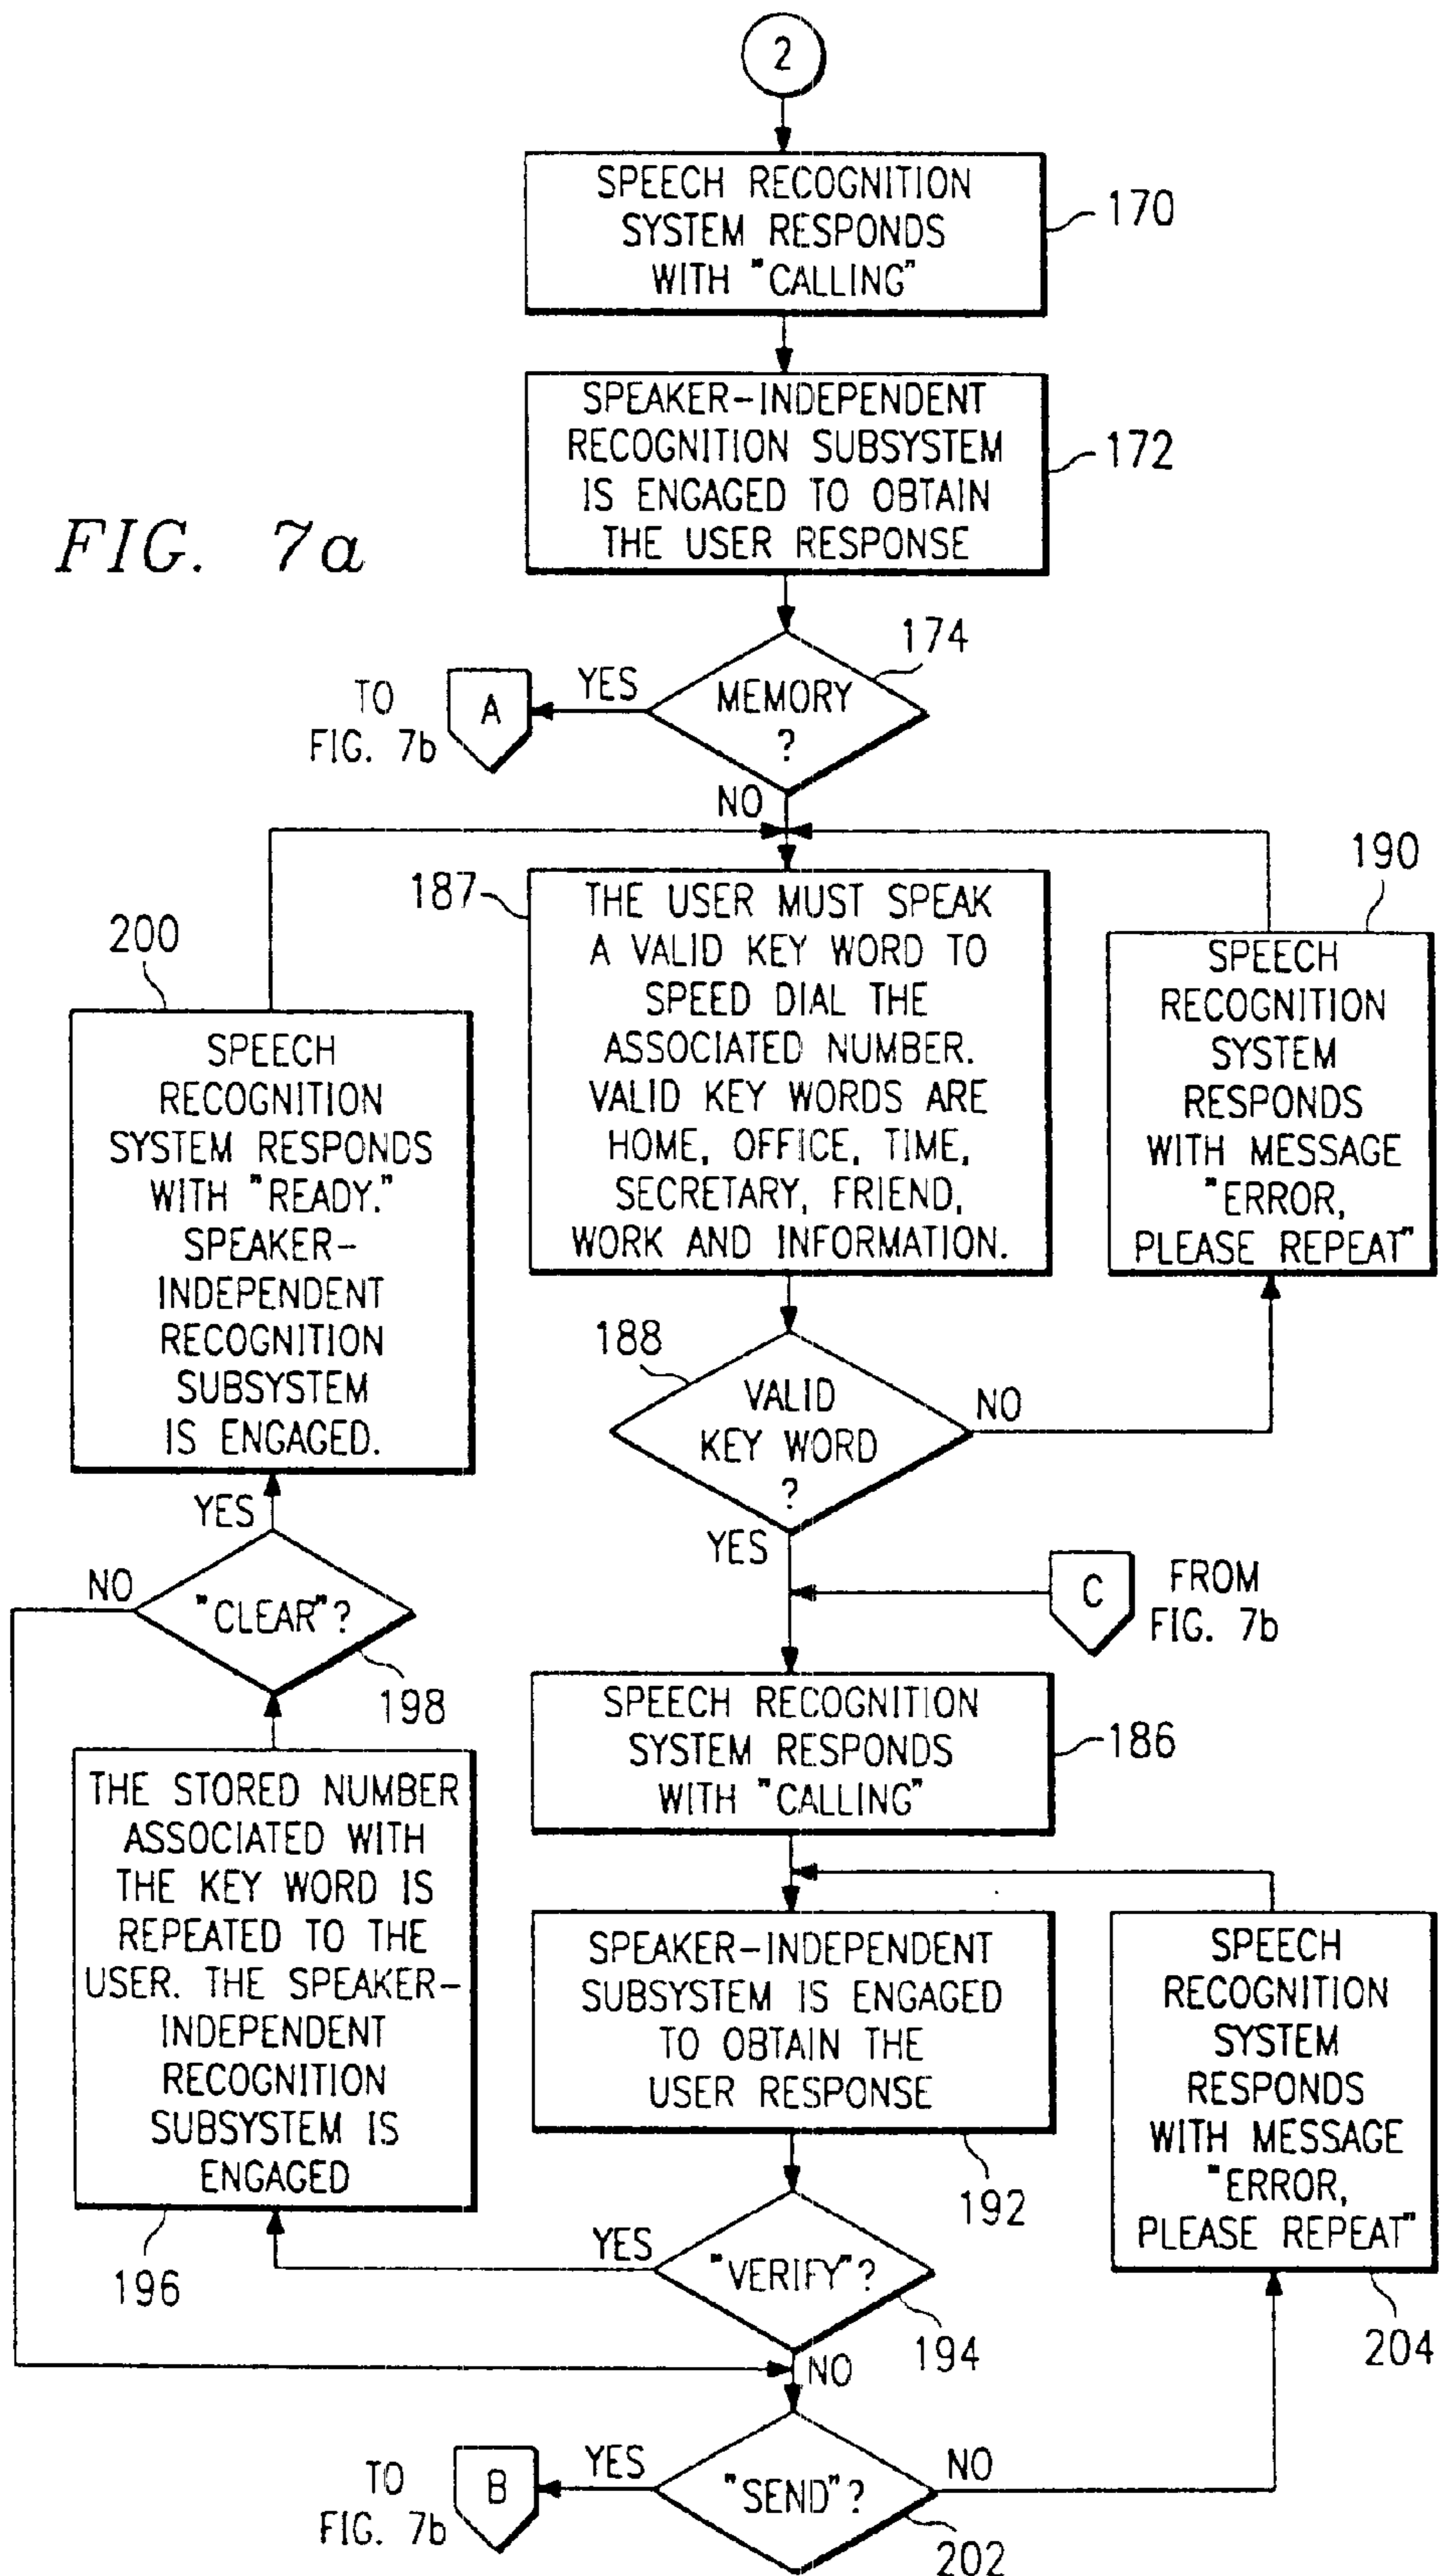 2
SPEECH RECOGNITION
SYSTEM RESPONDS
WITH "CALLING"
170
SPEAKER-INDEPENDENT
RECOGNITION SUBSYSTEM
IS ENGAGED TO OBTAIN
THE USER RESPONSE
172
FIG. 7a
174
MEMORY
?
YES
A
TO
FIG. 7b
NO
187
THE USER MUST SPEAK
A VALID KEY WORD TO
SPEED DIAL THE
ASSOCIATED NUMBER.
VALID KEY WORDS ARE
HOME, OFFICE, TIME,
SECRETARY, FRIEND,
WORK AND INFORMATION.
190
SPEECH
RECOGNITION
SYSTEM
RESPONDS
WITH MESSAGE
"ERROR,
PLEASE REPEAT"
200
SPEECH
RECOGNITION
SYSTEM RESPONDS
WITH "READY."
SPEAKER-
INDEPENDENT
RECOGNITION
SUBSYSTEM
IS ENGAGED.
188
VALID
KEY WORD
?
NO
YES
YES
NO
"CLEAR"?
198
C
FROM
FIG. 7b
SPEECH RECOGNITION
SYSTEM RESPONDS
WITH "CALLING"
186
THE STORED NUMBER
ASSOCIATED WITH
THE KEY WORD IS
REPEATED TO THE
USER. THE SPEAKER-
INDEPENDENT
RECOGNITION
SUBSYSTEM IS
ENGAGED
196
SPEAKER-INDEPENDENT
SUBSYSTEM IS ENGAGED
TO OBTAIN THE
USER RESPONSE
192
SPEECH
RECOGNITION
SYSTEM
RESPONDS
WITH MESSAGE
"ERROR,
PLEASE REPEAT"
204
YES
"VERIFY"?
194
NO
TO
FIG. 7b
B
YES
"SEND"?
NO
202